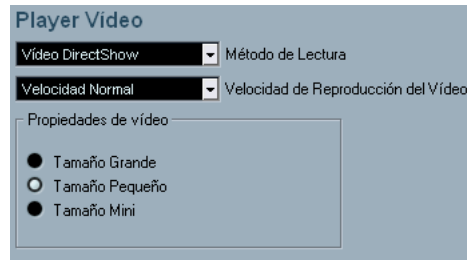 Player Vídeo
Vídeo DirectShow Método de Lectura
Velocidad Normal Velocidad de Reproducción del Vídeo
Propiedades de vídeo
Tamaño Grande
Tamaño Pequeño
Tamaño Mini